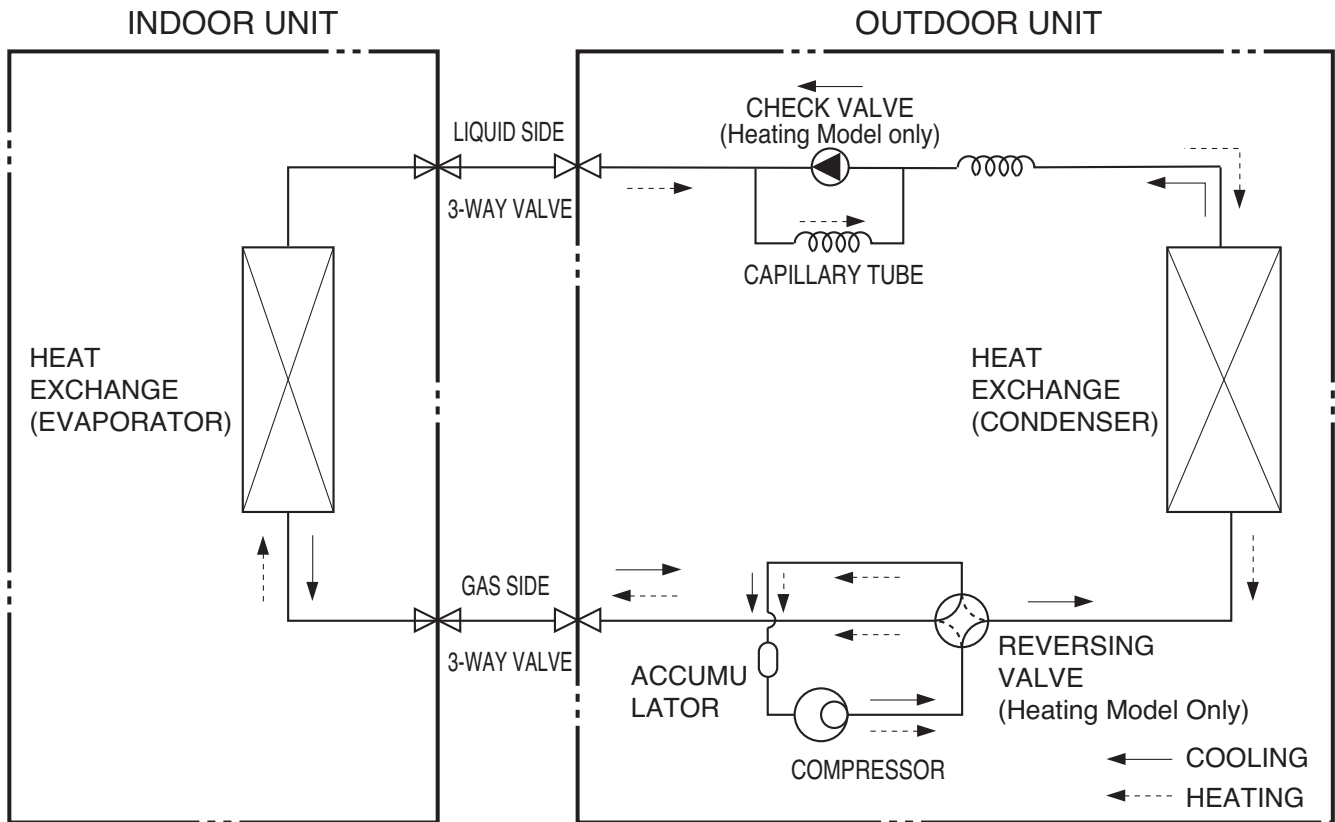 INDOOR UNIT
OUTDOOR UNIT
LIQUID SIDE
3-WAY VALVE
CHECK VALVE
(Heating Model only)
CAPILLARY TUBE
HEAT
EXCHANGE
(EVAPORATOR)
HEAT
EXCHANGE
(CONDENSER)
GAS SIDE
3-WAY VALVE
ACCUMU
LATOR
COMPRESSOR
REVERSING
VALVE
(Heating Model Only)
COOLING
HEATING